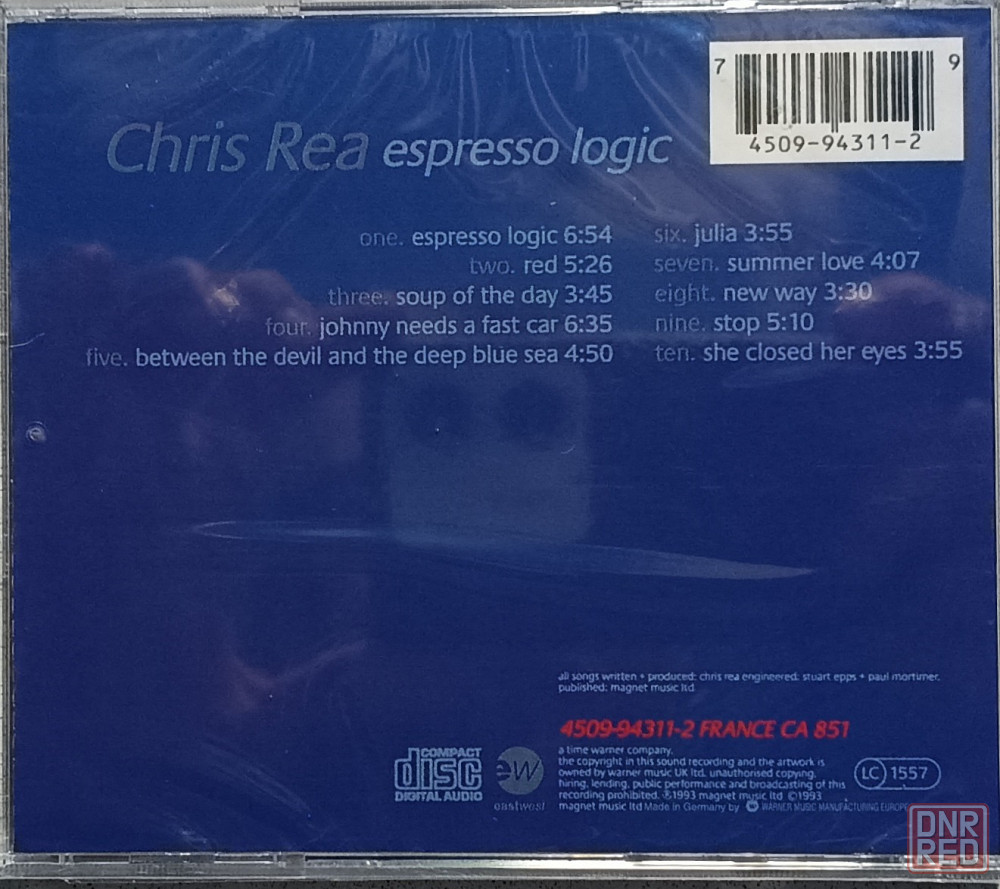 7 9
4509-94311-2
Chris Rea espresso logic
one. espresso logic 6:54
two. red 5:26
three. soup of the day 3:45
four. johnny needs a fast car 6:35
five. between the devil and the deep blue sea 4:50
six. julia 3:55
seven. summer love 4:07
eight. new way 3:30
nine. stop 5:10
ten. she closed her eyes 3:55
all songs written + produced: chris rea engineered: stuart epps + paul mortimer.
published: magnet music ltd
4509-94311-2 FRANCE CA 851
COMPACT
disc
DIGITAL AUDIO
ew
eastwest
a time warner company.
the copyright in this sound recording and the artwork is
owned by warner music UK ltd. unauthorised copying,
hiring, lending, public performance and broadcasting of this
recording prohibited. ℗1993 magnet music ltd ©1993
magnet music ltd Made in Germany by WARNER MUSIC MANUFACTURING EUROPE
LC 1557
DNR
RED